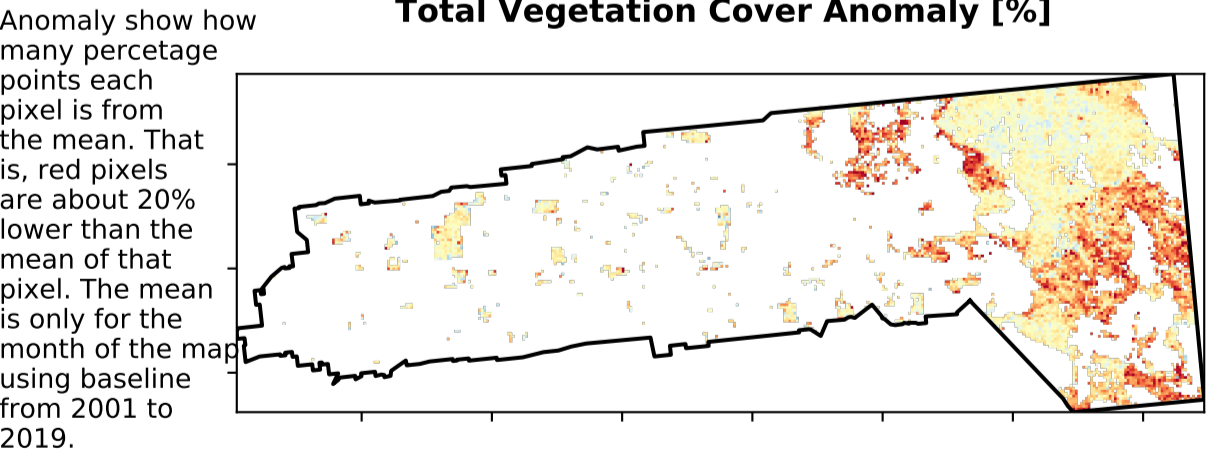 Total Vegetation Cover Anomaly [%]
Anomaly show how
many percetage
points each
pixel is from
the mean. That
is, red pixels
are about 20%
lower than the
mean of that
pixel. The mean
is only for the
month of the map
using baseline
from 2001 to
2019.